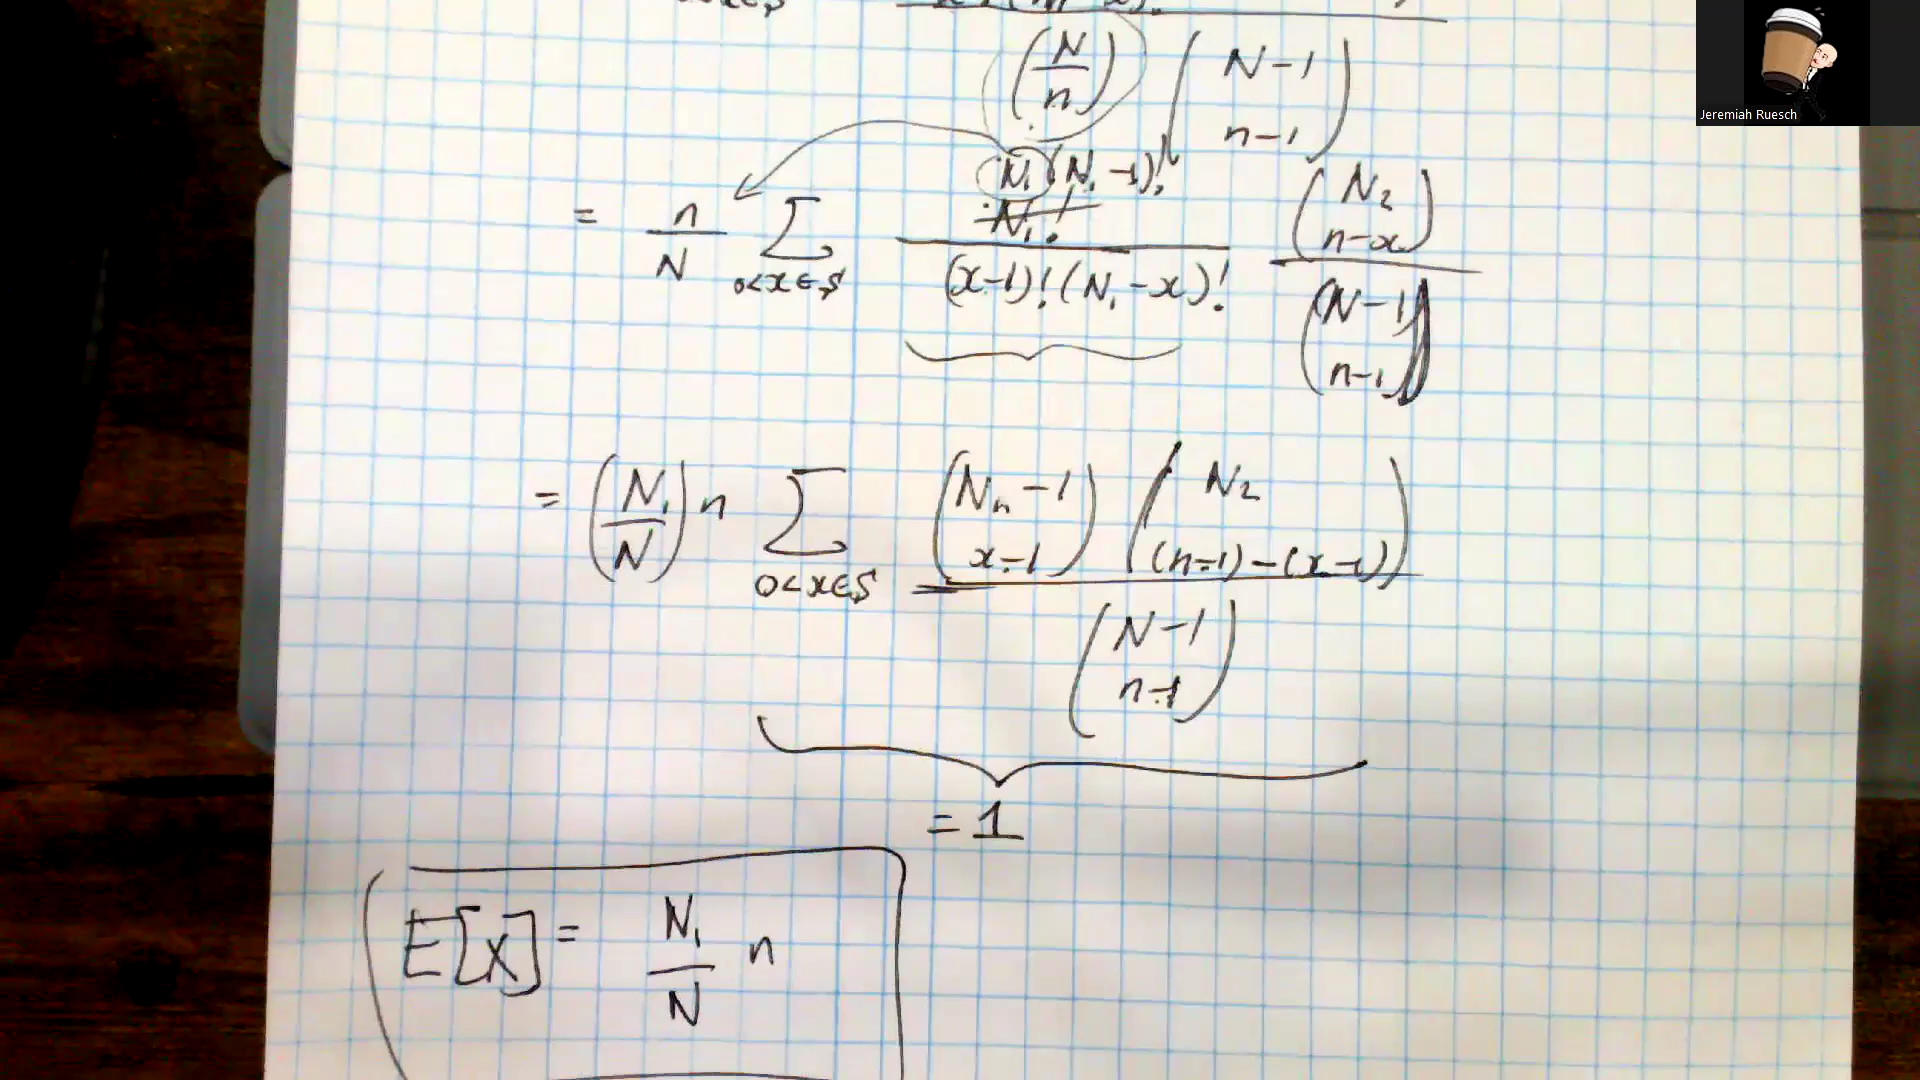 (N/n) (N-1
n-1)
N₁(N₁-1)!
= n/N Σ N₁! / (x-1)!(N₁-x)! (N₂
n-x) / (N-1
n-1)
0<x∈S
= (N₁/N) n Σ (Nₙ-1
x-1) (N₂
(n-1)-(x-1)) / (N-1
n-1)
0<x∈S
= 1
E[X] = N₁/N n
Jeremiah Ruesch